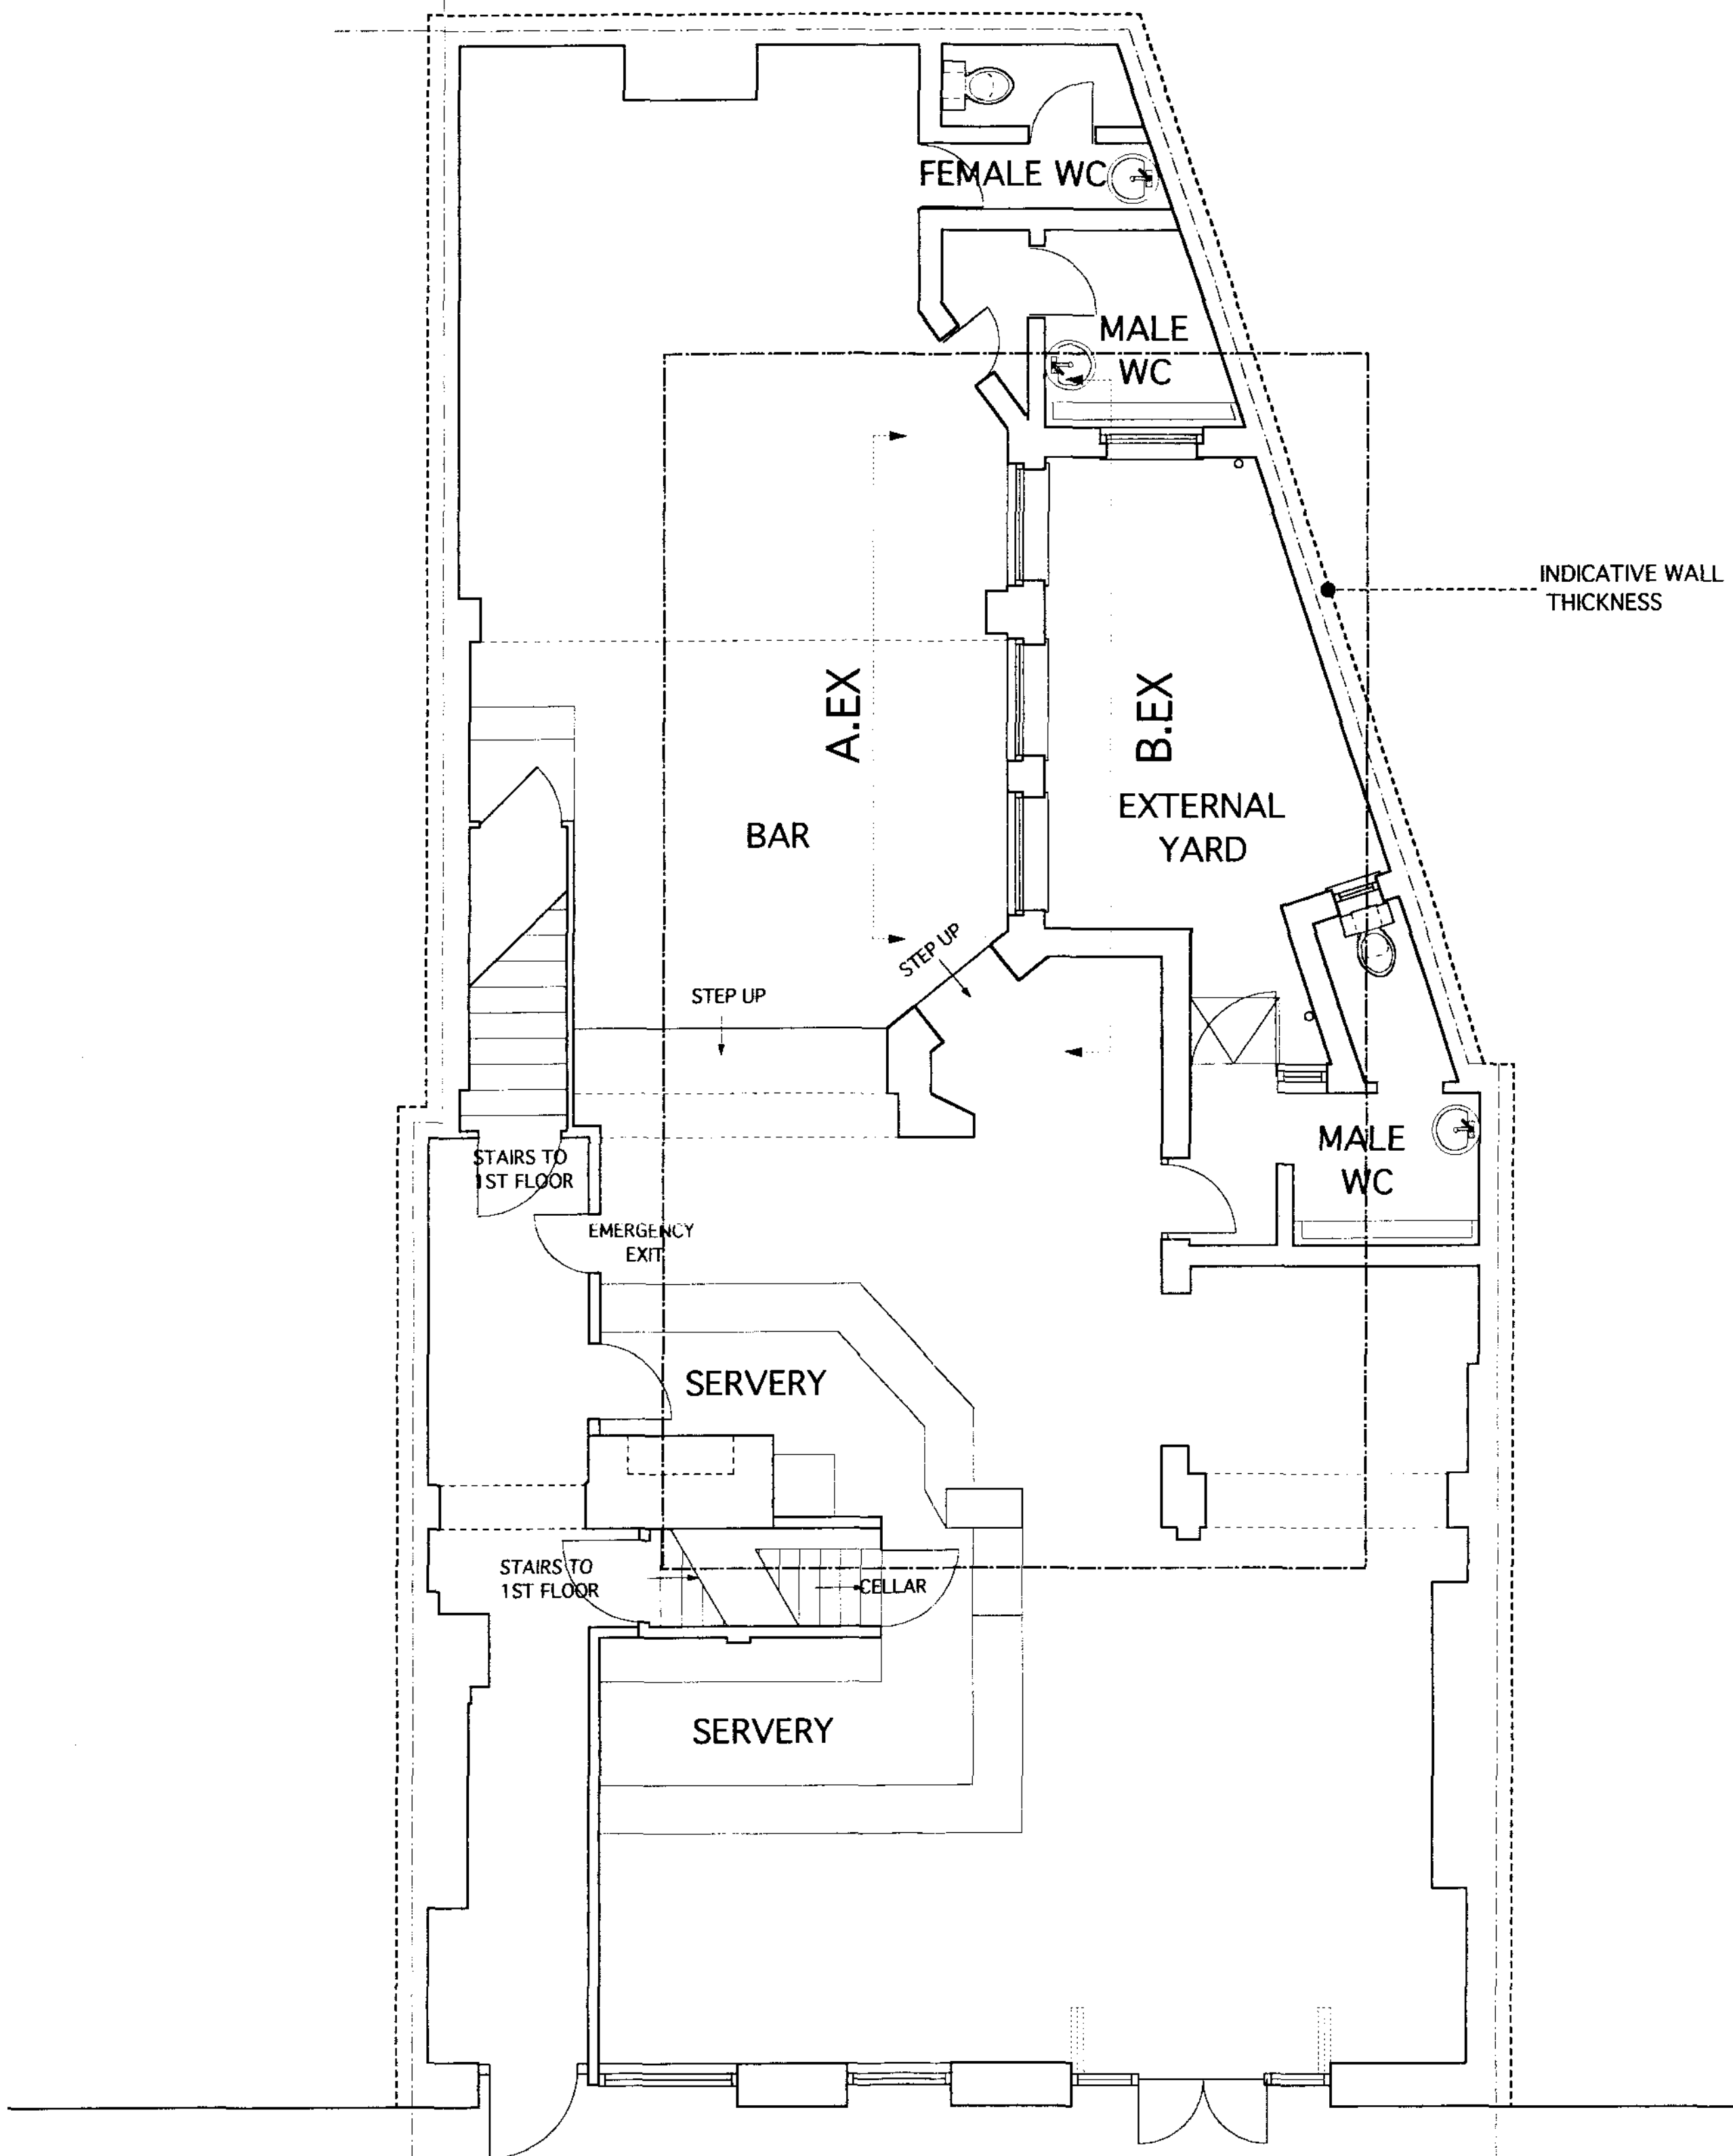 FEMALE WC
MALE
WC
INDICATIVE WALL
THICKNESS
A.EX
B.EX
EXTERNAL
YARD
BAR
STEP UP
STEP UP
MALE
WC
STAIRS TO
1ST FLOOR
EMERGENCY
EXIT
SERVERY
STAIRS TO
1ST FLOOR
CELLAR
SERVERY